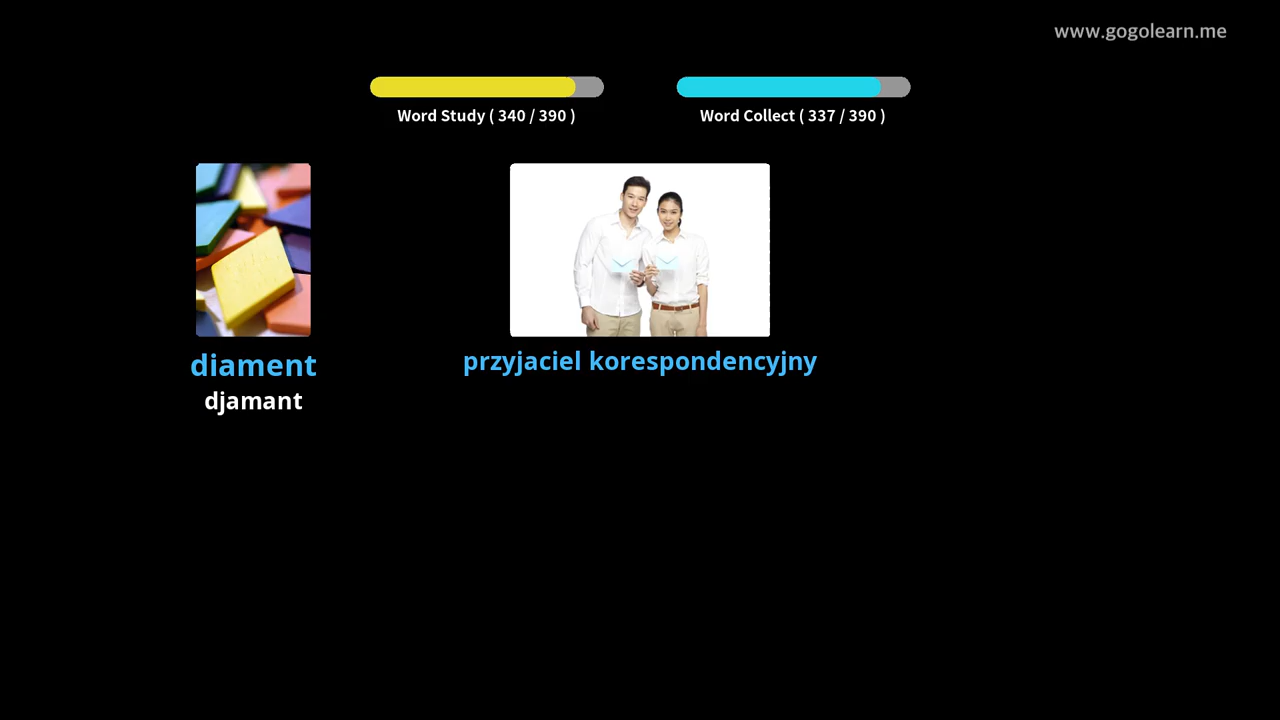 www.gogolearn.me
Word Study ( 340 / 390 )
Word Collect ( 337 / 390 )
diament
djamant
przyjaciel korespondencyjny